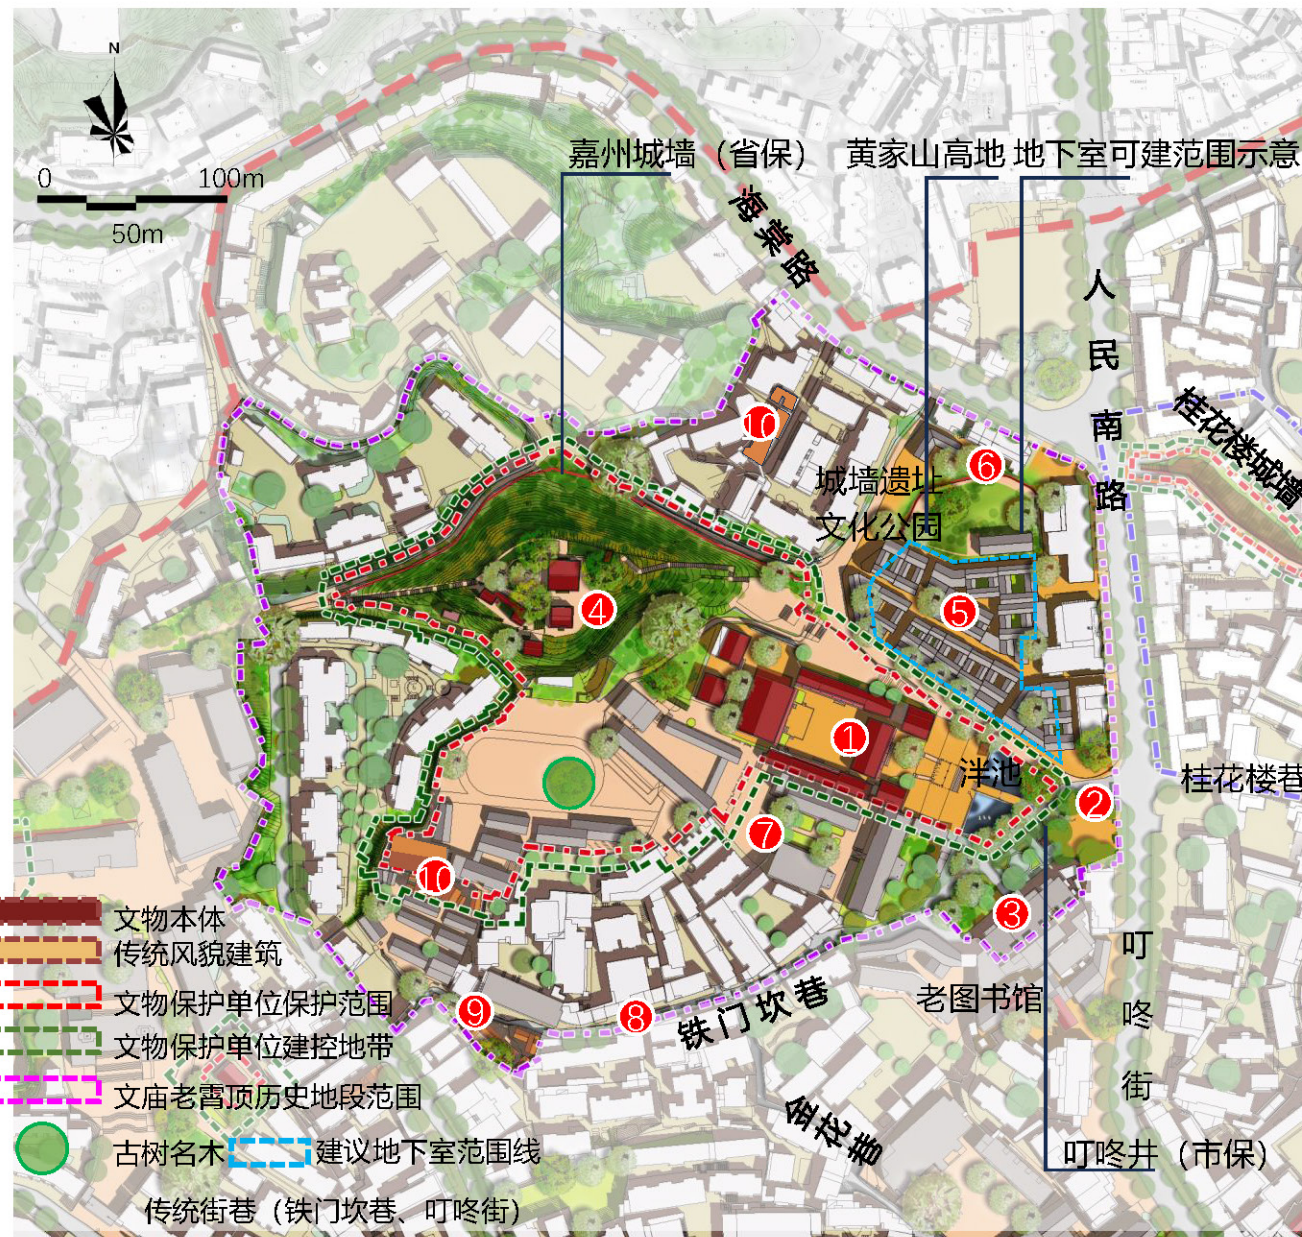 N
0
100m
50m
嘉州城墙（省保）
黄家山高地
地下室可建范围示意
海棠路
人民南路
桂花楼城墙
10
6
城墙遗址
文化公园
4
5
1
泮池
桂花楼巷
2
7
10
3
文物本体
传统风貌建筑
叮咚街
老图书馆
文物保护单位保护范围
9
8
铁门坎巷
文物保护单位建控地带
文庙老霄顶历史地段范围
金花巷
古树名木
建议地下室范围线
叮咚井（市保）
传统街巷（铁门坎巷、叮咚街）